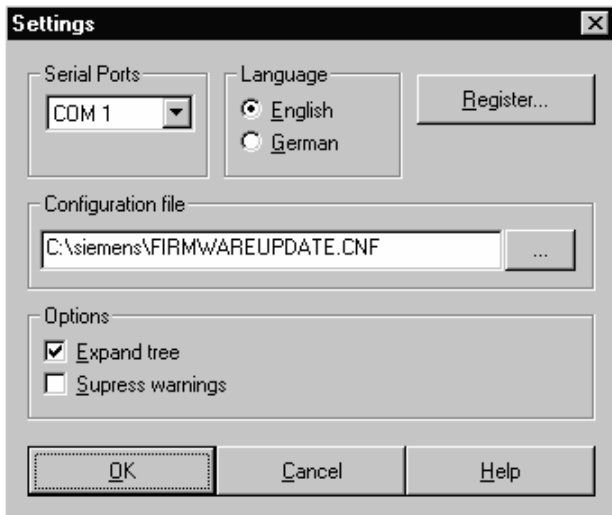 Settings
Serial Ports
COM 1
Language
English
German
Register...
Configuration file
C:\siemens\FIRMWAREUPDATE.CNF
...
Options
Expand tree
Supress warnings
OK
Cancel
Help